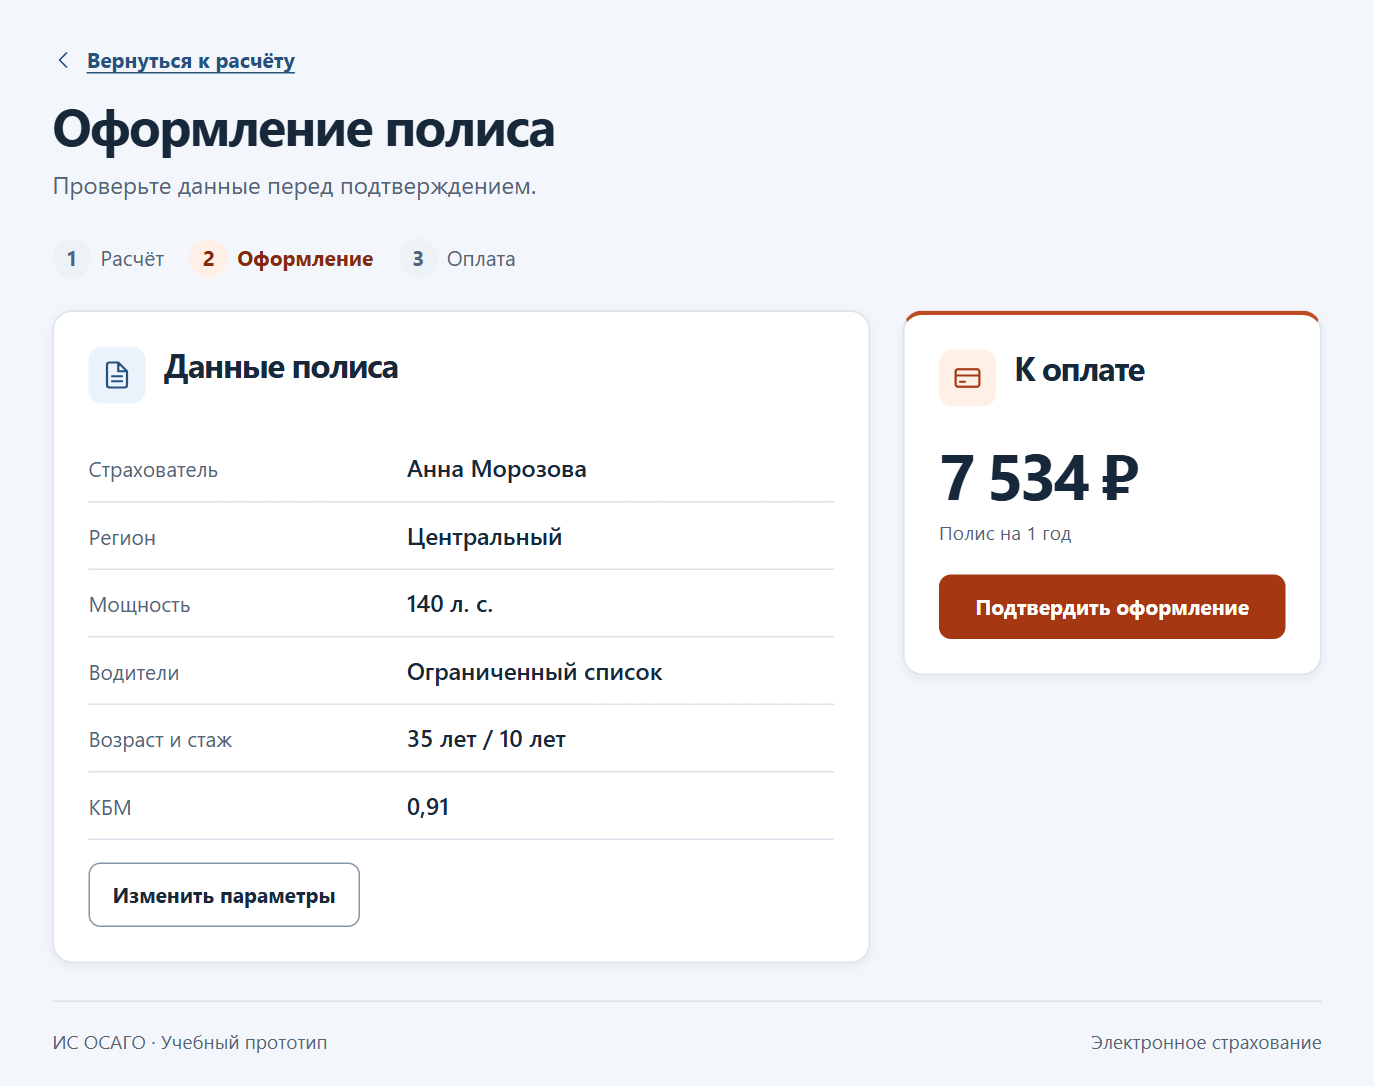 Вернуться к расчёту
Оформление полиса
Проверьте данные перед подтверждением.
1 Расчёт 2 Оформление 3 Оплата
Данные полиса
Страхователь Анна Морозова
Регион Центральный
Мощность 140 л. с.
Водители Ограниченный список
Возраст и стаж 35 лет / 10 лет
КБМ 0,91
Изменить параметры
К оплате
7 534 ₽
Полис на 1 год
Подтвердить оформление
ИС ОСАГО · Учебный прототип
Электронное страхование